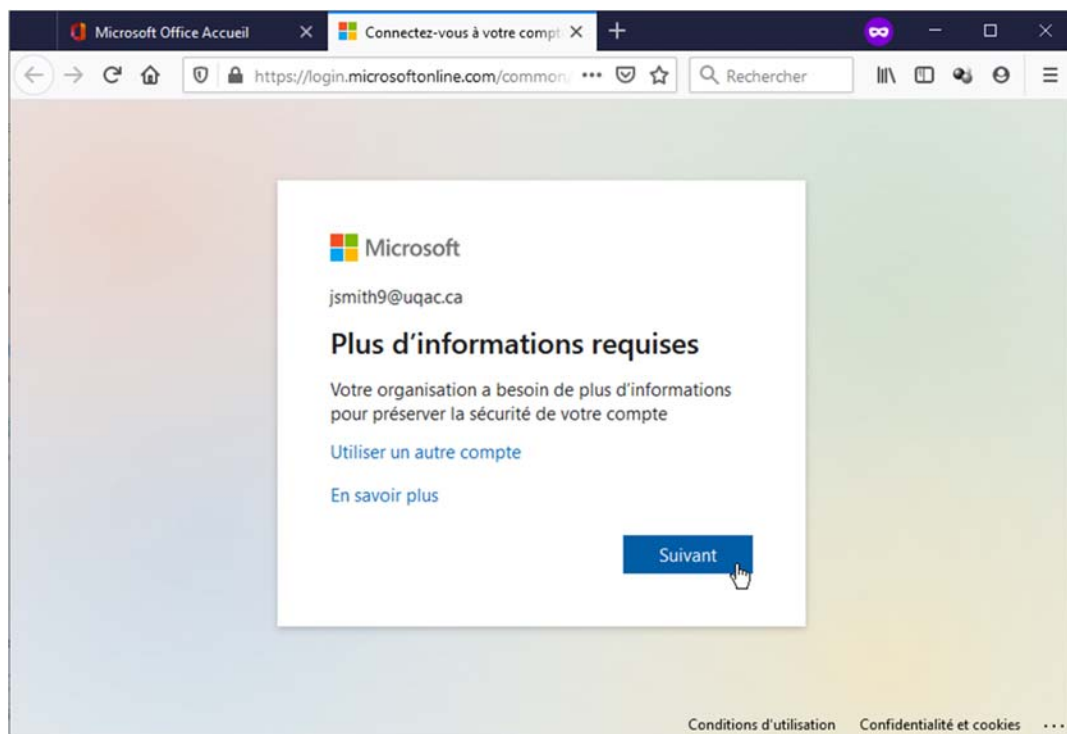 Microsoft Office Accueil
Connectez-vous à votre compt
https://login.microsoftonline.com/common/
Rechercher
Microsoft
jsmith9@uqac.ca
Plus d’informations requises
Votre organisation a besoin de plus d’informations
pour préserver la sécurité de votre compte
Utiliser un autre compte
En savoir plus
Suivant
Conditions d'utilisation Confidentialité et cookies ...